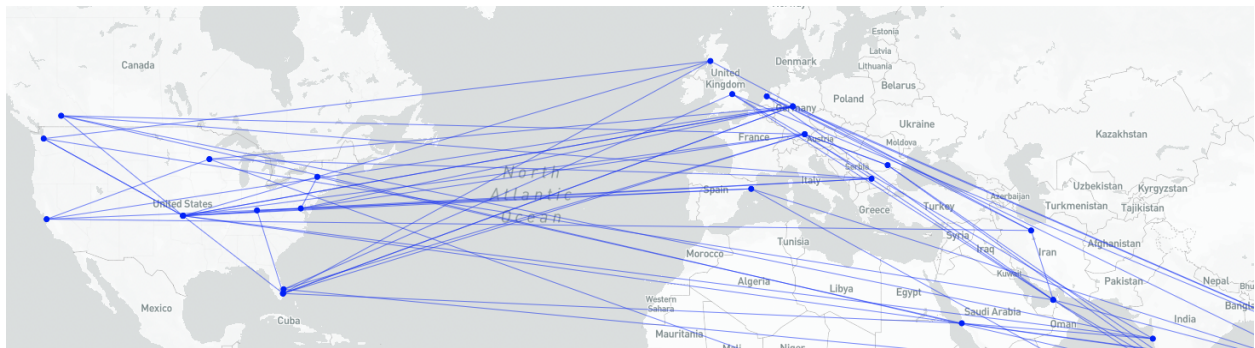 Estonia
Canada
Latvia
Denmark
Lithuania
United
Kingdom
Belarus
Poland
Germany
Ukraine
Kazakhstan
France
Austria
Moldova
Serbia
North
Atlantic
Ocean
Italy
Spain
Uzbekistan
Kyrgyzstan
Azerbaijan
United States
Turkey
Turkmenistan
Tajikistan
Greece
Syria
Tunisia
Afghanistan
Iraq
Iran
Morocco
Kuwait
Algeria
Libya
Egypt
Pakistan
Nepal
Mexico
Western
Sahara
Saudi Arabia
Cuba
Oman
India
Mauritania